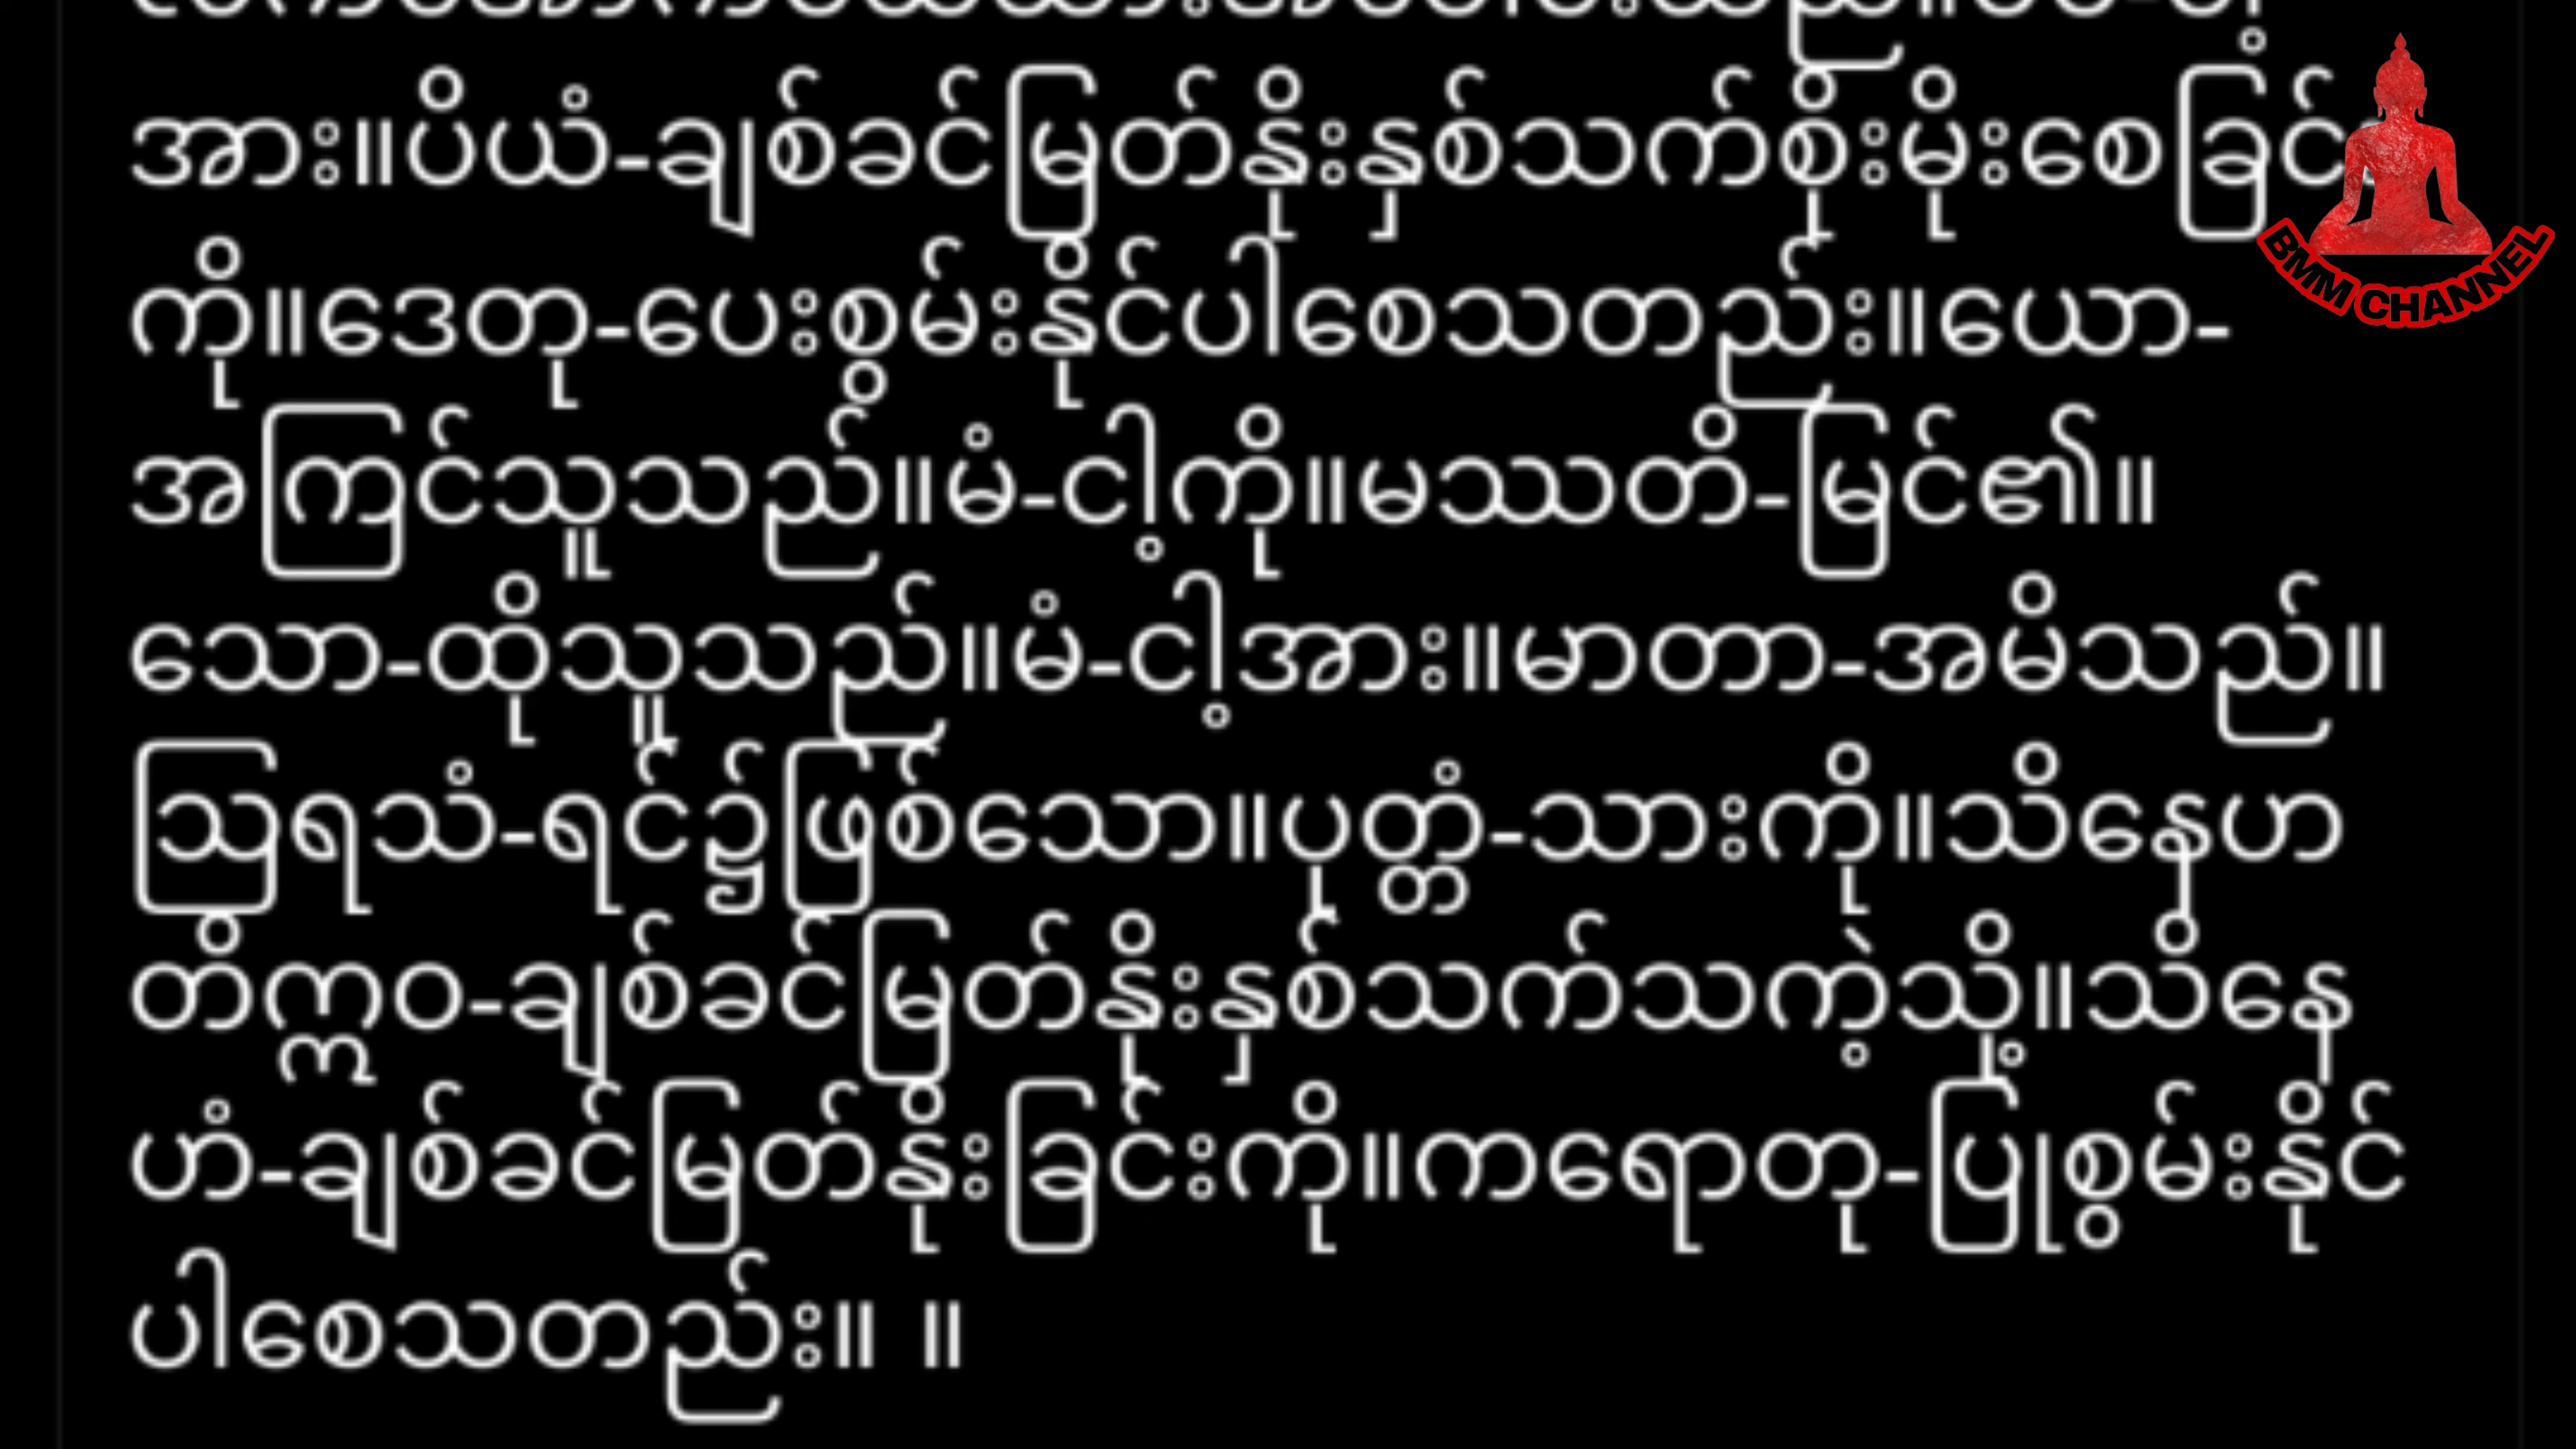 အား။ပိယံ-ချစ်ခင်မြတ်နိုးနှစ်သက်စိုးမိုးစေခြင်း
ကို။ဒေတု-ပေးစွမ်းနိုင်ပါစေသတည်း။ယော-
အကြင်သူသည်။မံ-ငါ့ကို။မဿတိ-မြင်၏။
သော-ထိုသူသည်။မံ-ငါ့အား။မာတာ-အမိသည်။
ဩရသံ-ရင်၌ဖြစ်သော။ပုတ္တံ-သားကို။သိနေဟ
တိဣဝ-ချစ်ခင်မြတ်နိုးနှစ်သက်သကဲ့သို့။သိနေ
ဟံ-ချစ်ခင်မြတ်နိုးခြင်းကို။ကရောတု-ပြုစွမ်းနိုင်
ပါစေသတည်း။ ။
BMM CHANNEL